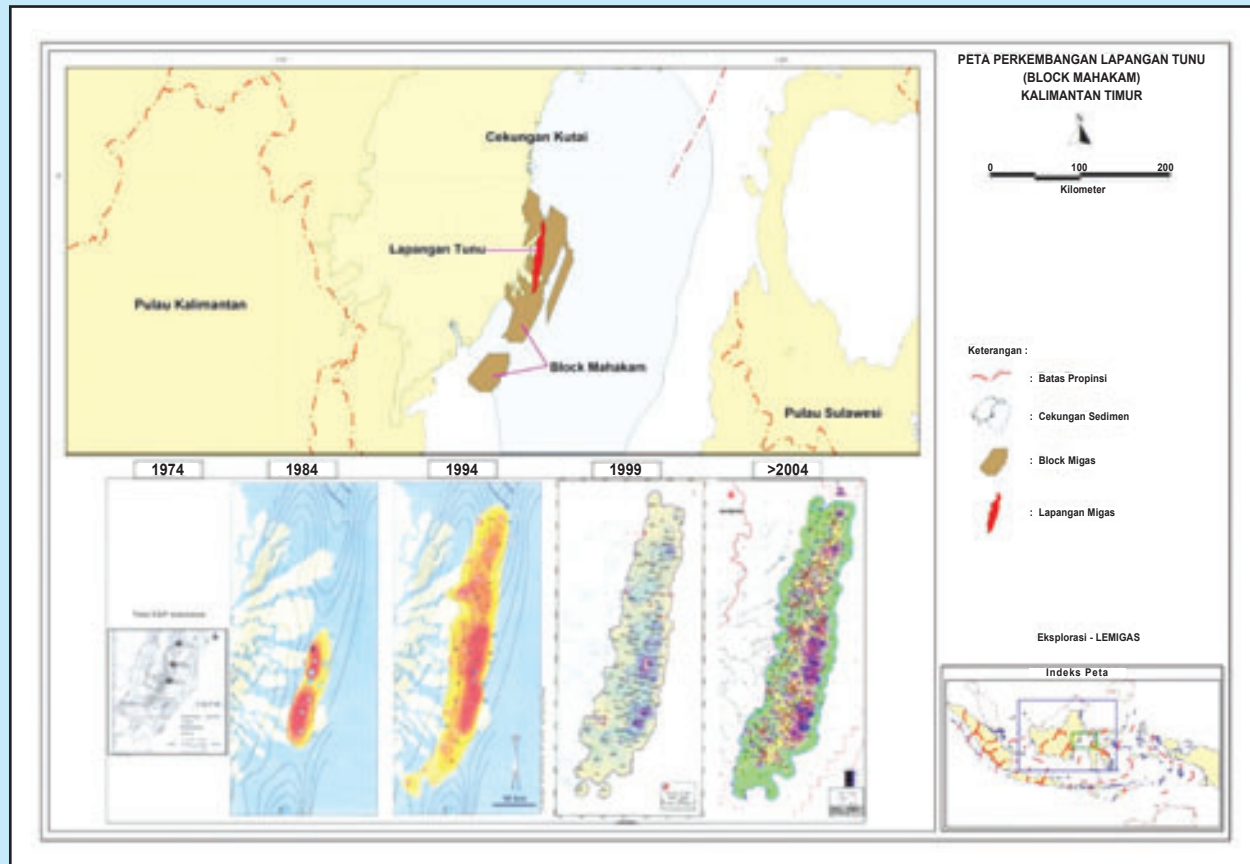 PETA PERKEMBANGAN LAPANGAN TUNU
(BLOCK MAHAKAM)
KALIMANTAN TIMUR
N
0 100 200
Kilometer
Cekungan Kutai
Lapangan Tunu
Pulau Kalimantan
Block Mahakam
Pulau Sulawesi
Keterangan :
: Batas Propinsi
: Cekungan Sedimen
: Block Migas
: Lapangan Migas
1974 1984 1994 1999 >2004
Eksplorasi - LEMIGAS
Indeks Peta